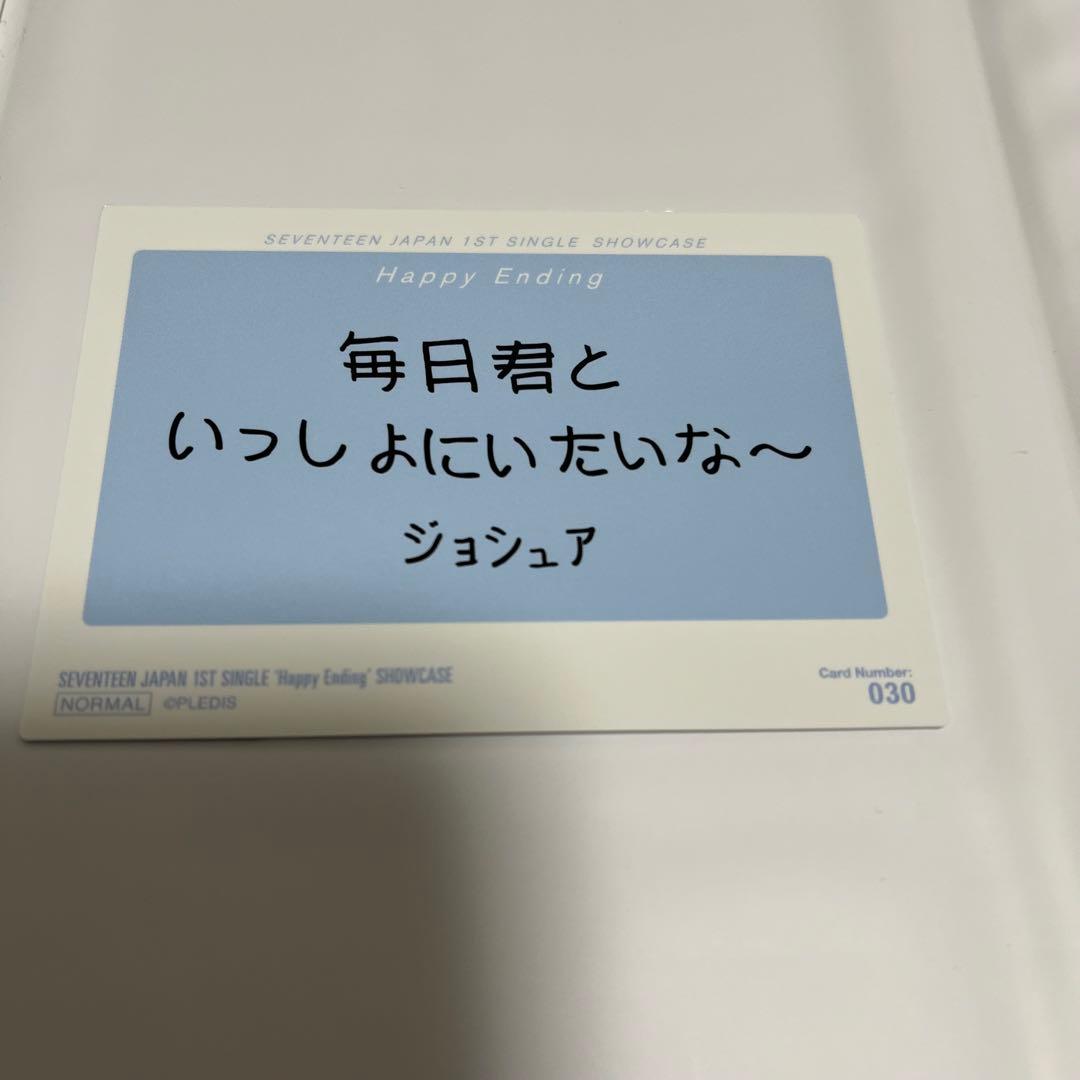 SEVENTEEN JAPAN 1ST SINGLE SHOWCASE
Happy Ending
毎日君と
いっしょにいたいな〜
ジョシュア
SEVENTEEN JAPAN 1ST SINGLE 'Happy Ending' SHOWCASE
NORMAL ©PLEDIS
Card Number:
030